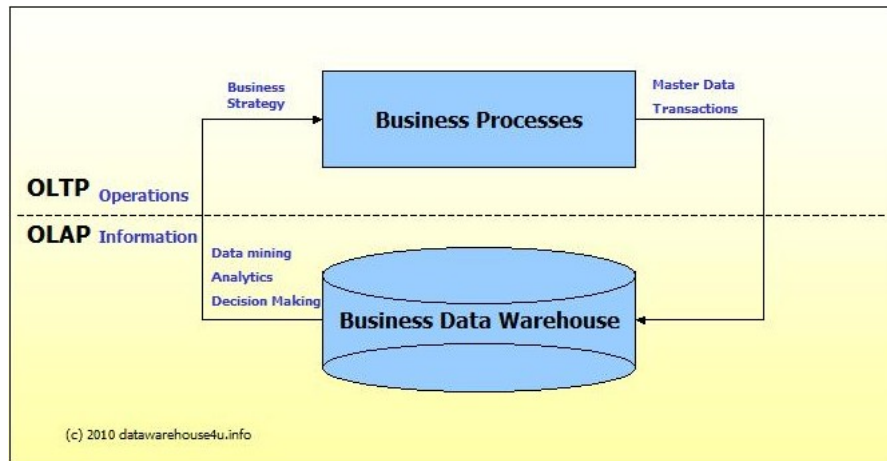 Business
Strategy
Business Processes
Master Data
Transactions
OLTP Operations
OLAP Information
Data mining
Analytics
Decision Making
Business Data Warehouse
(c) 2010 datawarehouse4u.info